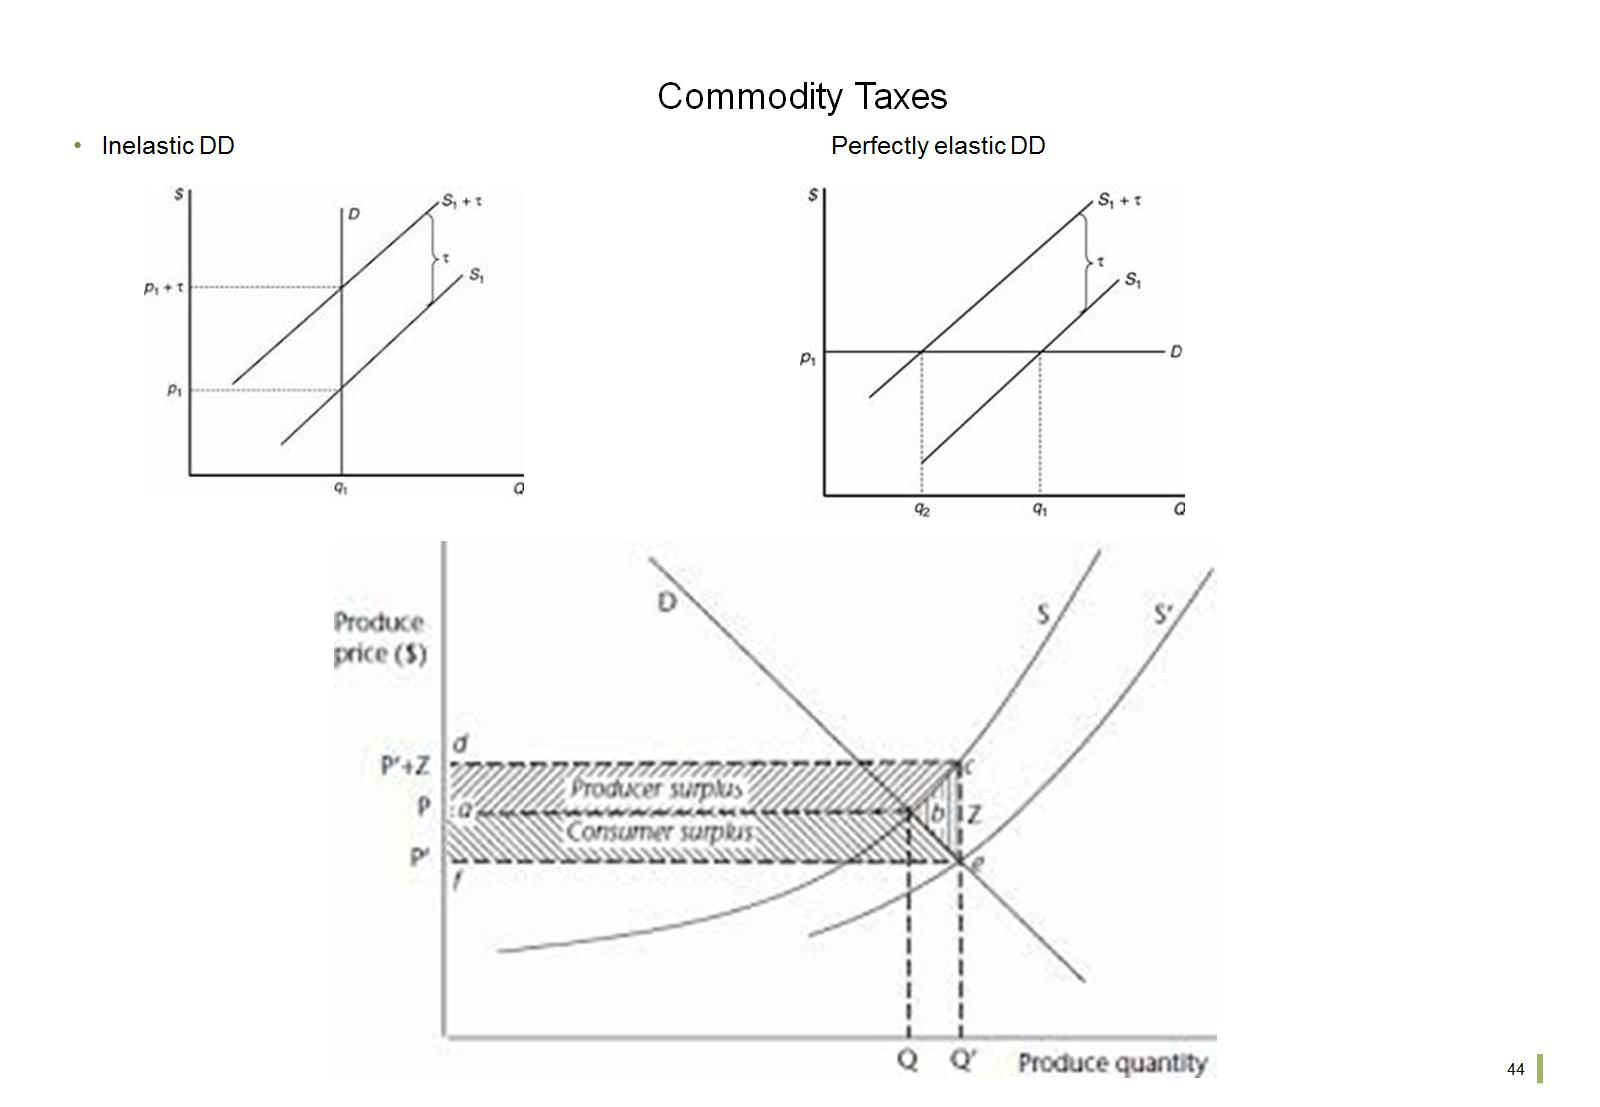 Commodity Taxes
• Inelastic DD
Perfectly elastic DD
$
D
S₁ + τ
τ
S₁
p₁ + τ
p₁
q₁
Q
$
S₁ + τ
τ
S₁
p₁
D
q₂
q₁
Q
Produce
price ($)
D
S
S'
d
P'+Z
c
Producer surplus
P
a
b
Z
Consumer surplus
P'
e
f
Q
Q'
Produce quantity
44